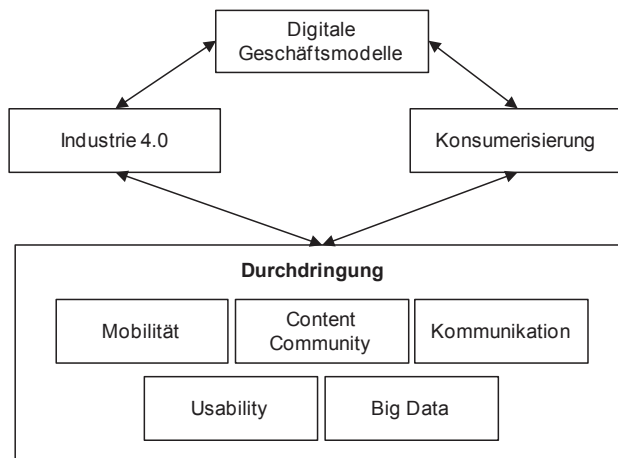 Digitale
Geschäftsmodelle
Industrie 4.0
Konsumerisierung
Durchdringung
Mobilität
Content
Community
Kommunikation
Usability
Big Data